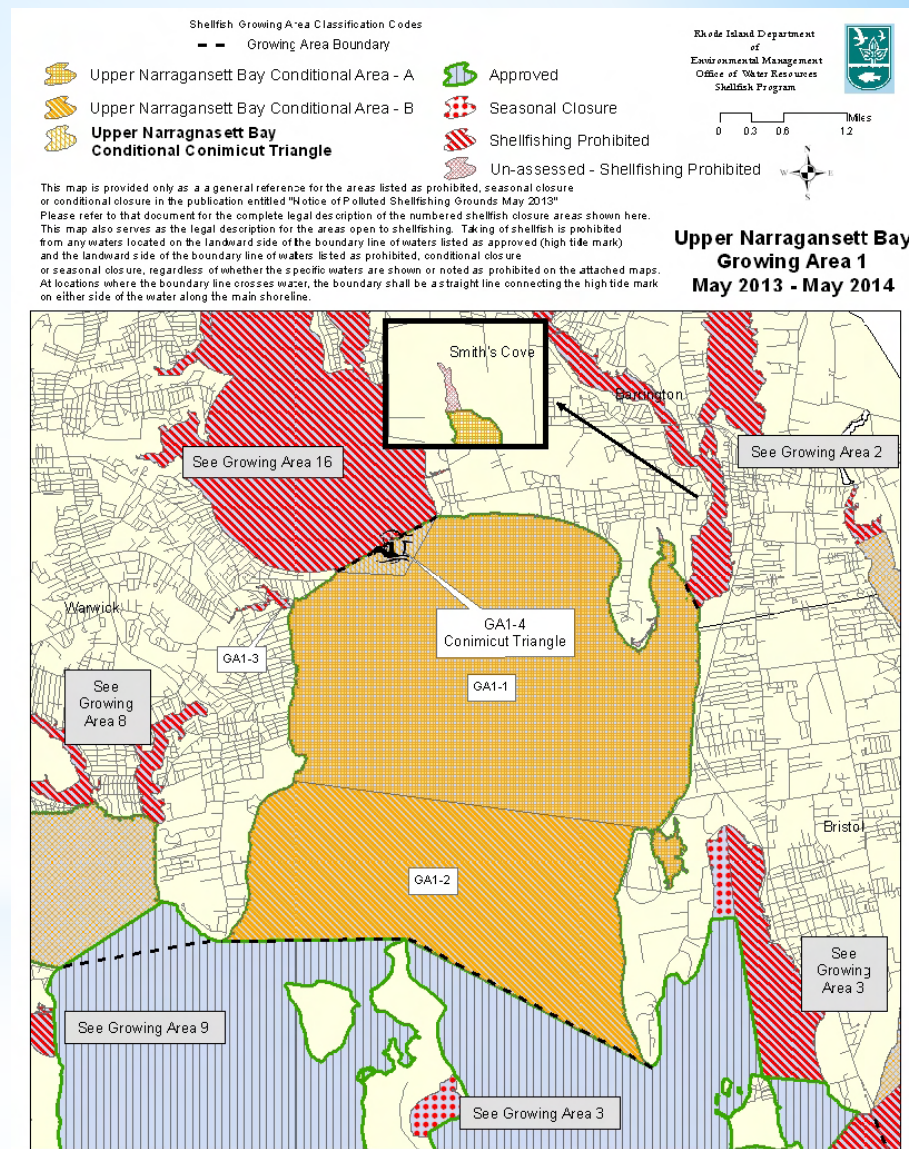 Shellfish Growing Area Classification Codes
Growing Area Boundary
Upper Narragansett Bay Conditional Area - A
Upper Narragansett Bay Conditional Area - B
Upper Narragnasett Bay
Conditional Conimicut Triangle
Approved
Seasonal Closure
Shellfishing Prohibited
Un-assessed - Shellfishing Prohibited
Rhode Island Department
of
Environmental Management
Office of Water Resources
Shellfish Program
Miles
0 0.3 0.6 1.2
N
W E
S
This map is provided only as a a general reference for the areas listed as prohibited, seasonal closure
or conditional closure in the publication entitled "Notice of Polluted Shellfishing Grounds May 2013"
Please refer to that document for the complete legal description of the numbered shellfish closure areas shown here.
This map also serves as the legal description for the areas open to shellfishing. Taking of shellfish is prohibited
from any waters located on the landward side of the boundary line of waters listed as approved (high tide mark)
and the landward side of the boundary line of waters listed as prohibited, conditional closure
or seasonal closure, regardless of whether the specific waters are shown or noted as prohibited on the attached maps.
At locations where the boundary line crosses water, the boundary shall be a straight line connecting the high tide mark
on either side of the water along the main shoreline.
Upper Narragansett Bay
Growing Area 1
May 2013 - May 2014
Smith's Cove
Barrington
See Growing Area 16
See Growing Area 2
Warwick
GA1-4
Conimicut Triangle
GA1-3
GA1-1
See
Growing
Area 8
Bristol
GA1-2
See
Growing
Area 3
See Growing Area 9
See Growing Area 3